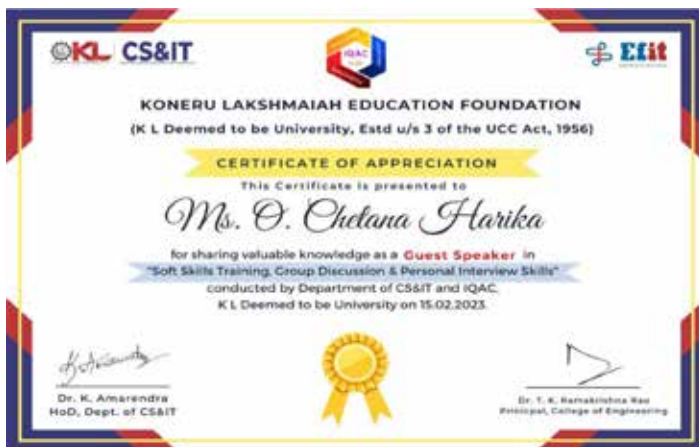 KL CS&IT
IQAC
Efit
KONERU LAKSHMAIAH EDUCATION FOUNDATION
(K L Deemed to be University, Estd u/s 3 of the UCC Act, 1956)
CERTIFICATE OF APPRECIATION
This Certificate is presented to
Ms. O. Chetana Harika
for sharing valuable knowledge as a Guest Speaker in
"Soft Skills Training, Group Discussion & Personal Interview Skills"
conducted by Department of CS&IT and IQAC,
K L Deemed to be University on 15.02.2023.
Dr. K. Amarendra
HoD, Dept. of CS&IT
Dr. T. K. Ramakrishna Rao
Principal, College of Engineering